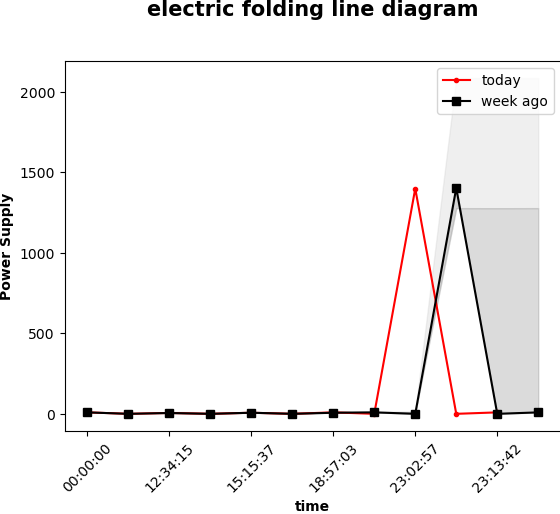 electric folding line diagram
today
week ago
2000
1500
1000
500
0
Power Supply
00:00:00
12:34:15
15:15:37
18:57:03
23:02:57
23:13:42
time